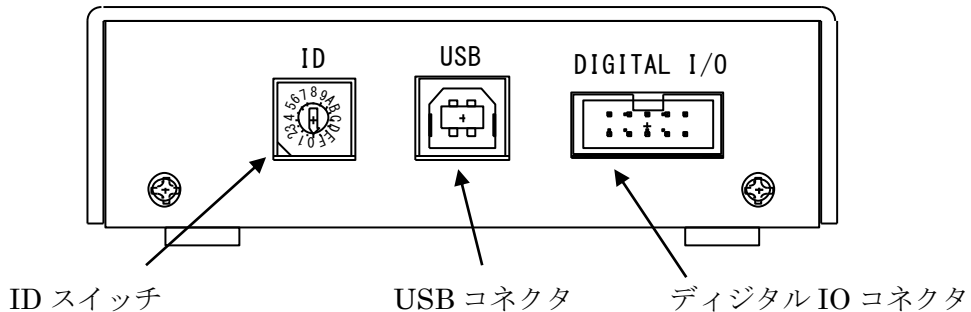 ID USB DIGITAL I/O
0123456789ABCDEF
ID スイッチ USB コネクタ ディジタル IO コネクタ